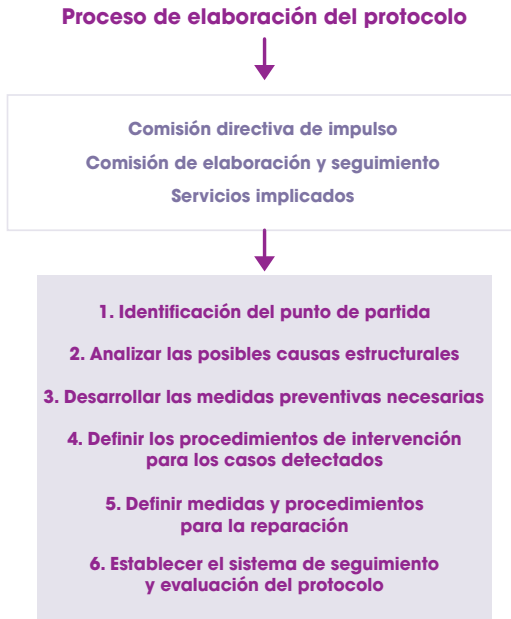 Proceso de elaboración del protocolo
Comisión directiva de impulso
Comisión de elaboración y seguimiento
Servicios implicados
1. Identificación del punto de partida
2. Analizar las posibles causas estructurales
3. Desarrollar las medidas preventivas necesarias
4. Definir los procedimientos de intervención
para los casos detectados
5. Definir medidas y procedimientos
para la reparación
6. Establecer el sistema de seguimiento
y evaluación del protocolo